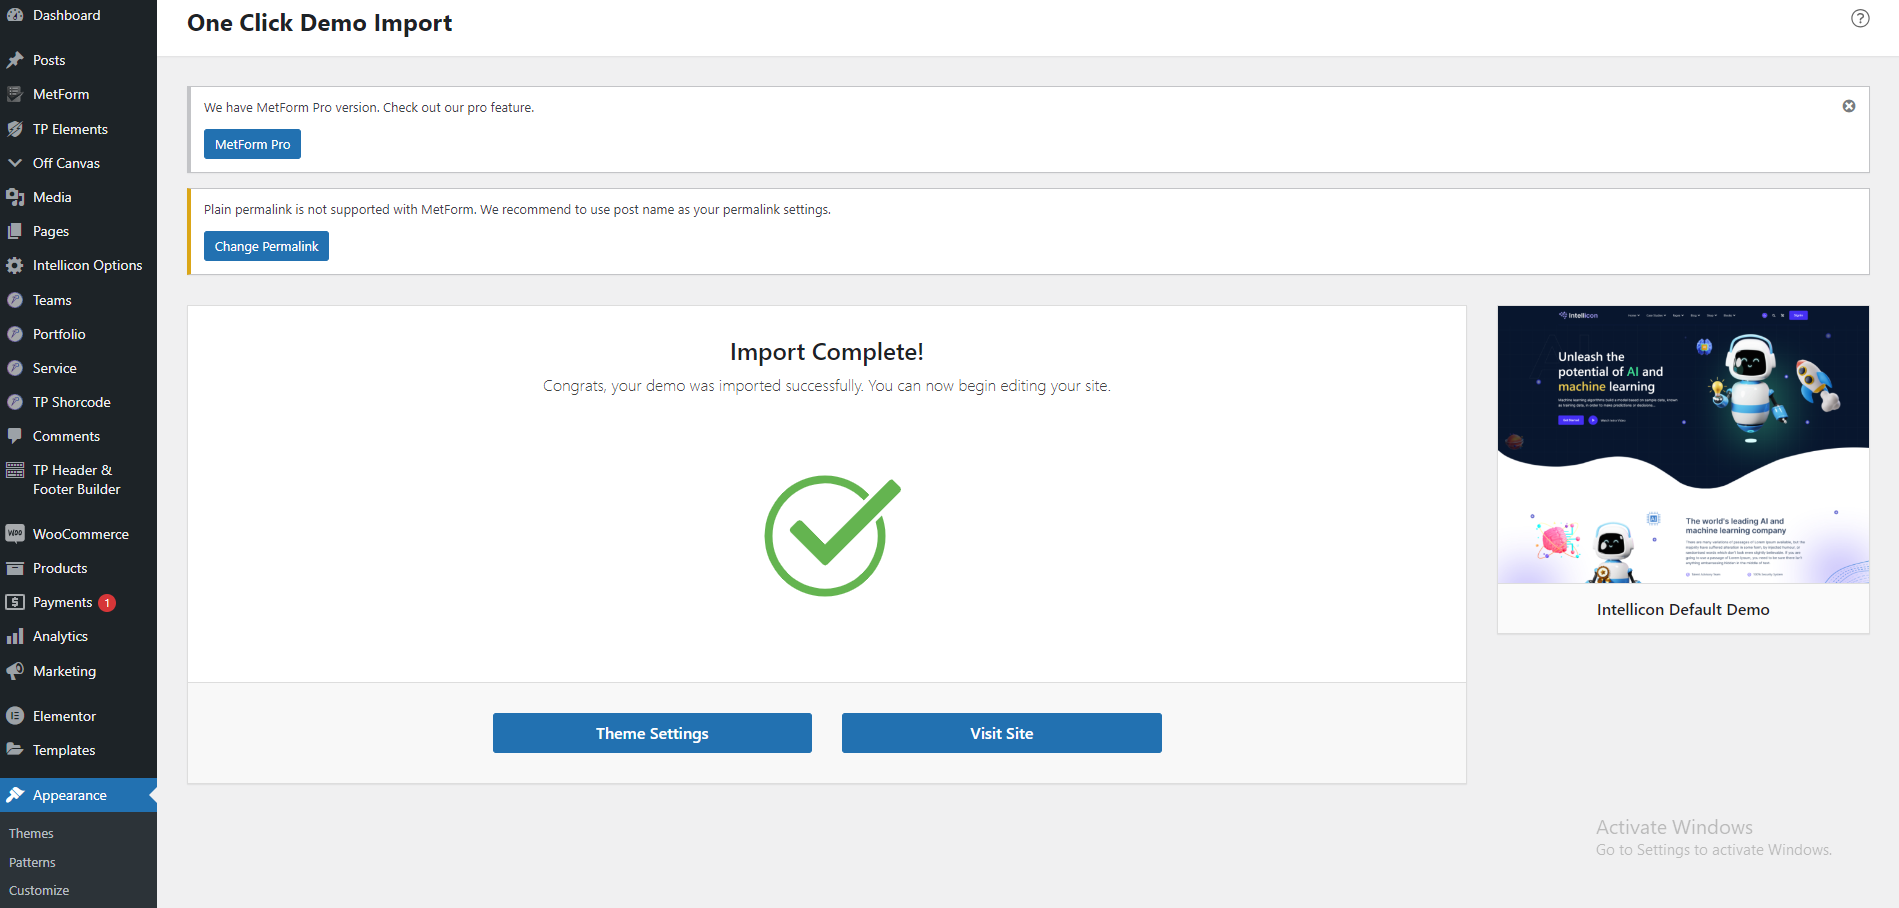 Dashboard
Posts
MetForm
TP Elements
Off Canvas
Media
Pages
Intellicon Options
Teams
Portfolio
Service
TP Shorcode
Comments
TP Header &
Footer Builder
WooCommerce
Products
Payments 1
Analytics
Marketing
Elementor
Templates
Appearance
Themes
Patterns
Customize
One Click Demo Import
We have MetForm Pro version. Check out our pro feature.
MetForm Pro
Plain permalink is not supported with MetForm. We recommend to use post name as your permalink settings.
Change Permalink
Import Complete!
Congrats, your demo was imported successfully. You can now begin editing your site.
Theme Settings
Visit Site
Intellicon
Unleash the
potential of AI and
machine learning
The world's leading AI and
machine learning company
Intellicon Default Demo
Activate Windows
Go to Settings to activate Windows.